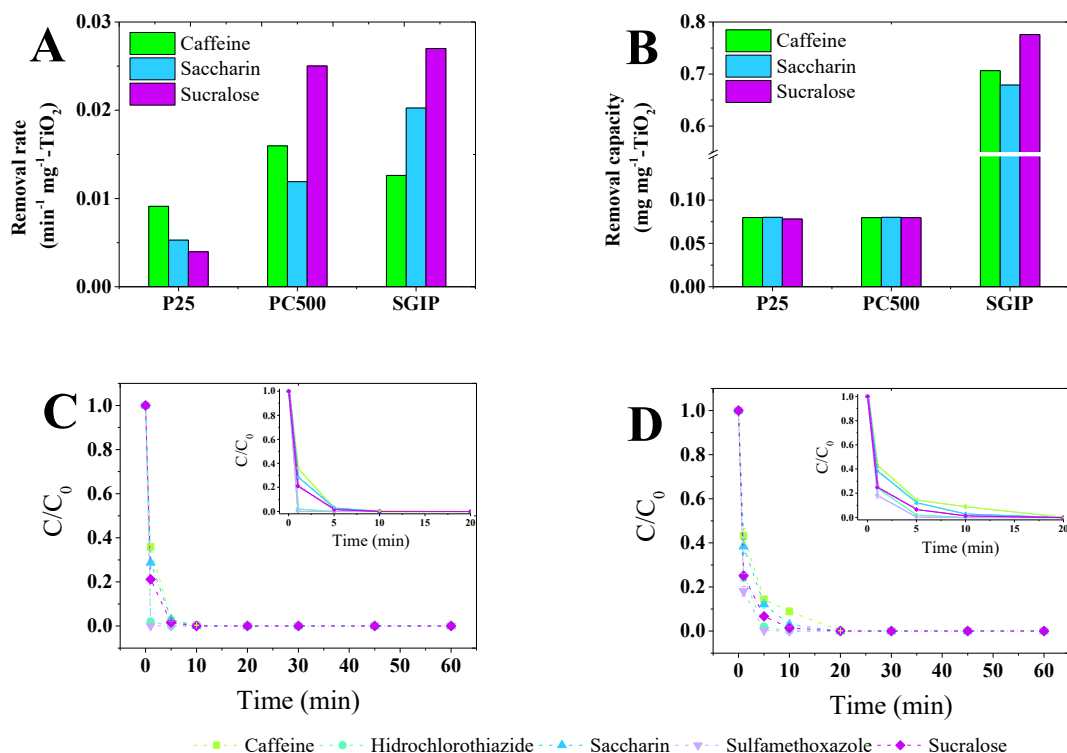 A
Removal rate
(min⁻¹ mg⁻¹-TiO₂)
0.03
0.02
0.01
0.00
Caffeine
Saccharin
Sucralose
P25
PC500
SGIP
B
Removal capacity
(mg mg⁻¹-TiO₂)
0.8
0.7
0.6
0.10
0.05
0.00
Caffeine
Saccharin
Sucralose
P25
PC500
SGIP
C
C/C₀
1.0
0.8
0.6
0.4
0.2
0.0
0 10 20 30 40 50 60
Time (min)
C/C₀
1.0
0.8
0.6
0.4
0.2
0.0
0 5 10 15 20
Time (min)
D
C/C₀
1.0
0.8
0.6
0.4
0.2
0.0
0 10 20 30 40 50 60
Time (min)
C/C₀
1.0
0.8
0.6
0.4
0.2
0.0
0 5 10 15 20
Time (min)
Caffeine Hidrochlorothiazide Saccharin Sulfamethoxazole Sucralose